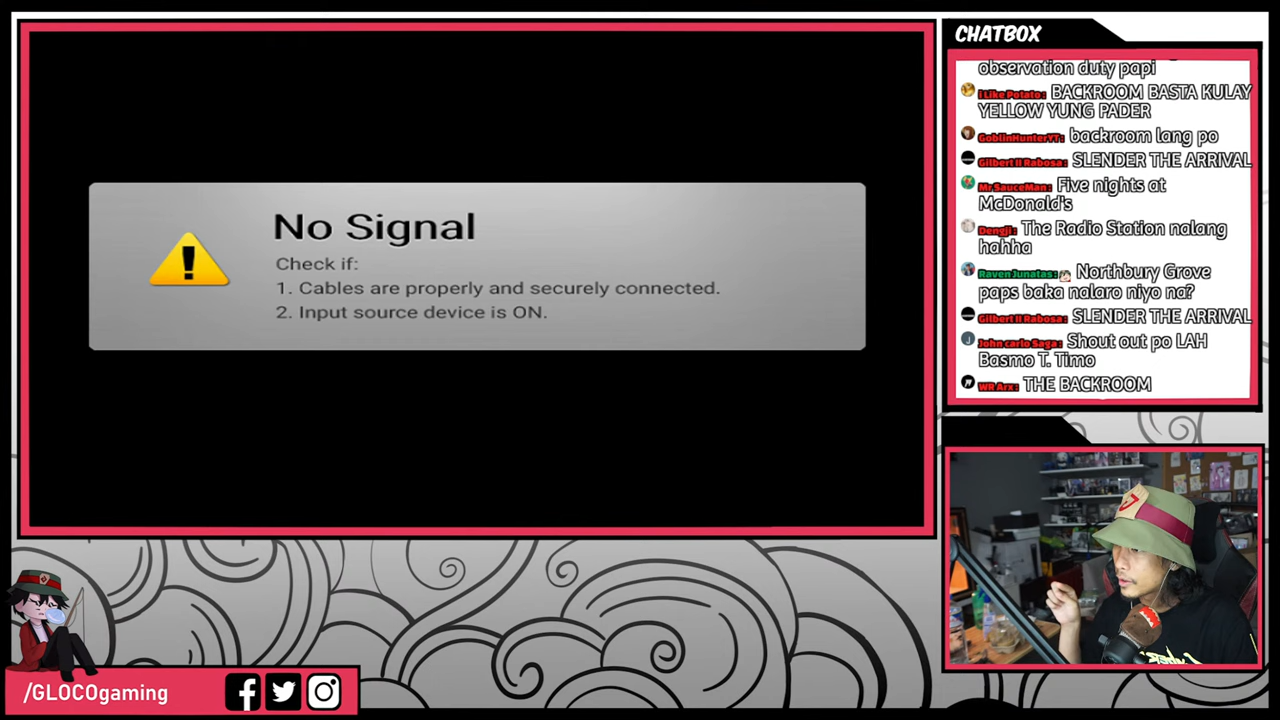 CHATBOX
observation duty papi
i Like Potato: BACKROOM BASTA KULAY
YELLOW YUNG PADER
GoblinHunterYT: backroom lang po
Gilbert II Rabosa: SLENDER THE ARRIVAL
Mr SauceMan: Five nights at
McDonald's
Dengji: The Radio Station nalang
hahha
Raven Junatas: Northbury Grove
paps baka nalaro niyo na?
Gilbert II Rabosa: SLENDER THE ARRIVAL
John carlo Saga: Shout out po LAH
Basmo T. Timo
WR Arx: THE BACKROOM
No Signal
Check if:
1. Cables are properly and securely connected.
2. Input source device is ON.
/GLOCOgaming